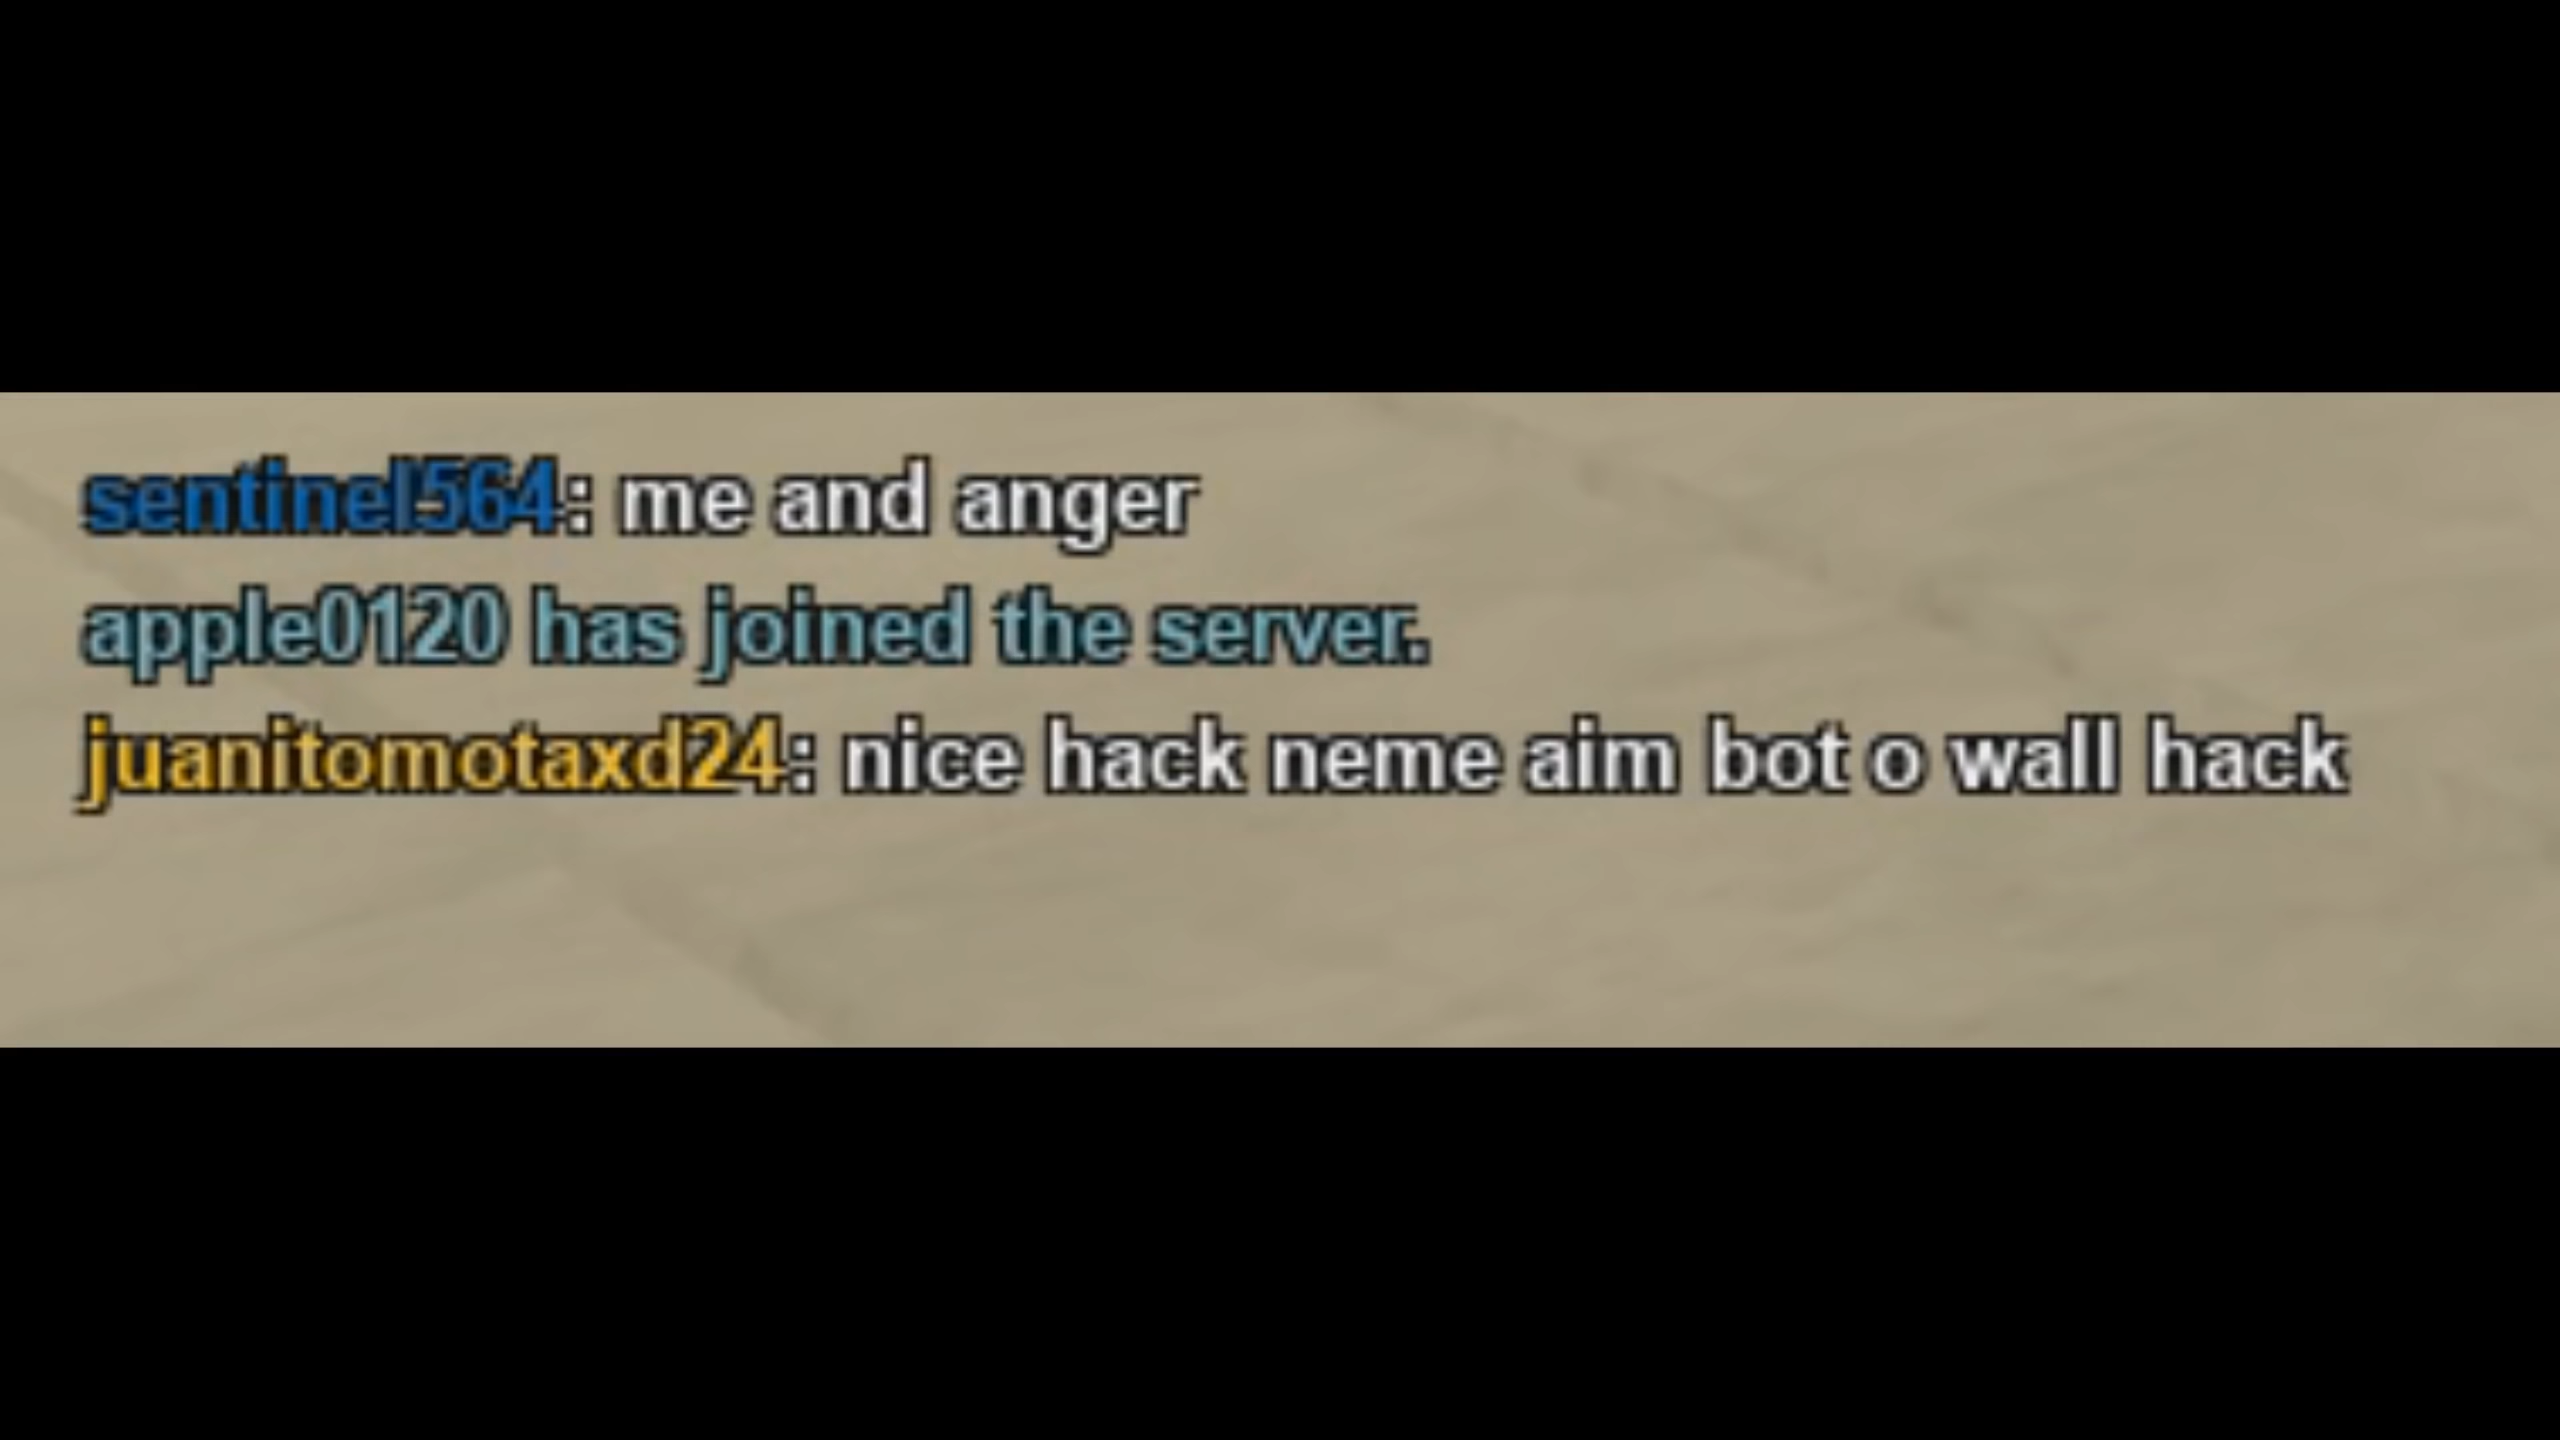 sentinel564: me and anger
apple0120 has joined the server.
juanitomotaxd24: nice hack neme aim bot o wall hack